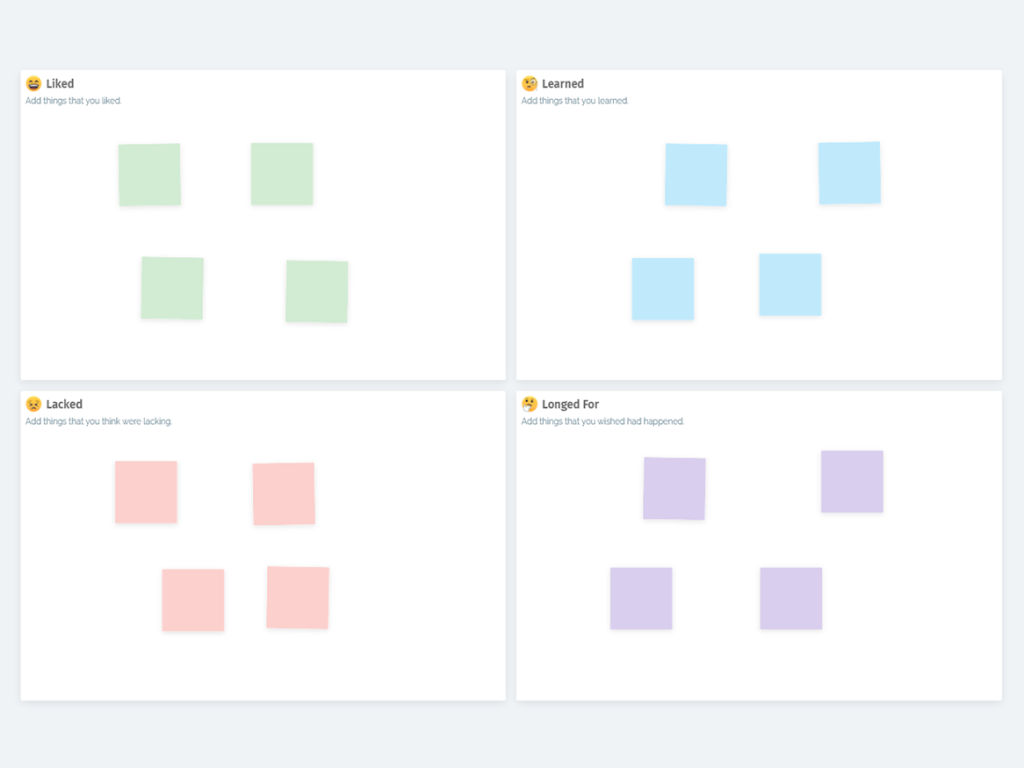 Liked
Add things that you liked.
Learned
Add things that you learned.
Lacked
Add things that you think were lacking.
Longed For
Add things that you wished had happened.